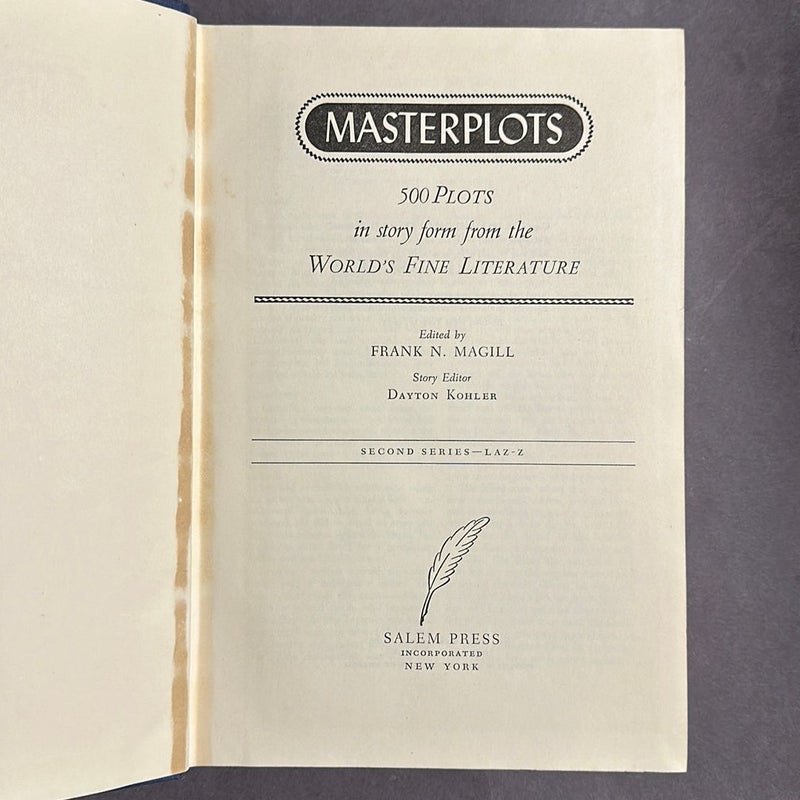 MASTERPLOTS
500 PLOTS
in story form from the
WORLD'S FINE LITERATURE
Edited by
FRANK N. MAGILL
Story Editor
DAYTON KOHLER
SECOND SERIES—LAZ-Z
SALEM PRESS
INCORPORATED
NEW YORK